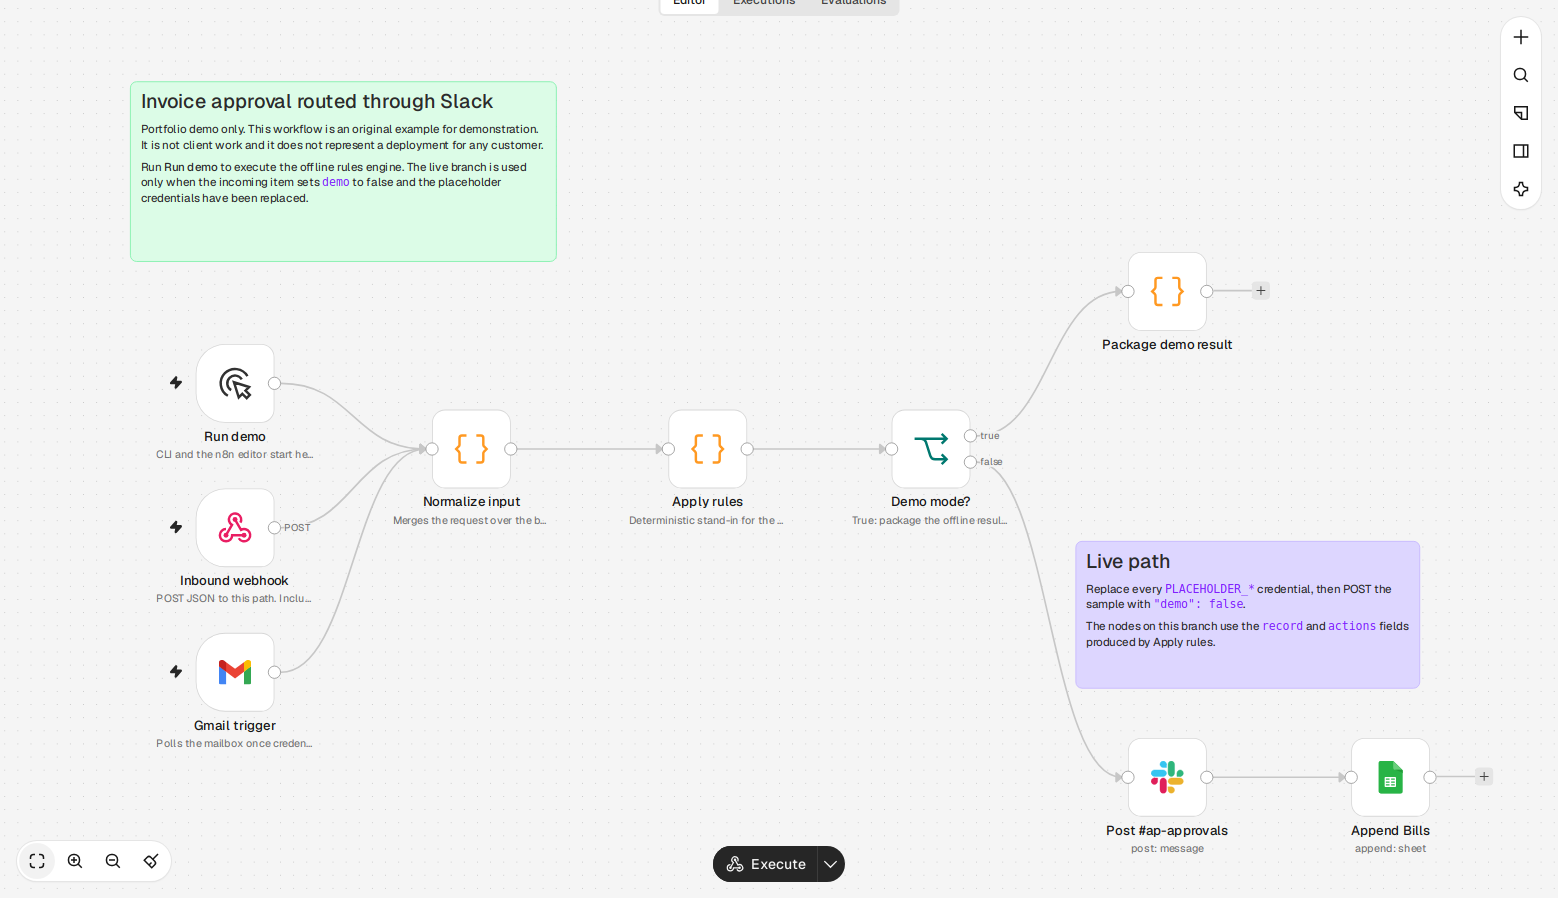 Editor Executions Evaluations
Invoice approval routed through Slack
Portfolio demo only. This workflow is an original example for demonstration.
It is not client work and it does not represent a deployment for any customer.
Run Run demo to execute the offline rules engine. The live branch is used
only when the incoming item sets demo to false and the placeholder
credentials have been replaced.
Package demo result
Run demo
CLI and the n8n editor start he...
POST
Inbound webhook
POST JSON to this path. Inclu...
Gmail trigger
Polls the mailbox once creden...
Normalize input
Merges the request over the b...
Apply rules
Deterministic stand-in for the ...
true
false
Demo mode?
True: package the offline resul...
Live path
Replace every PLACEHOLDER_* credential, then POST the
sample with "demo": false.
The nodes on this branch use the record and actions fields
produced by Apply rules.
Post #ap-approvals
post: message
Append Bills
append: sheet
Execute